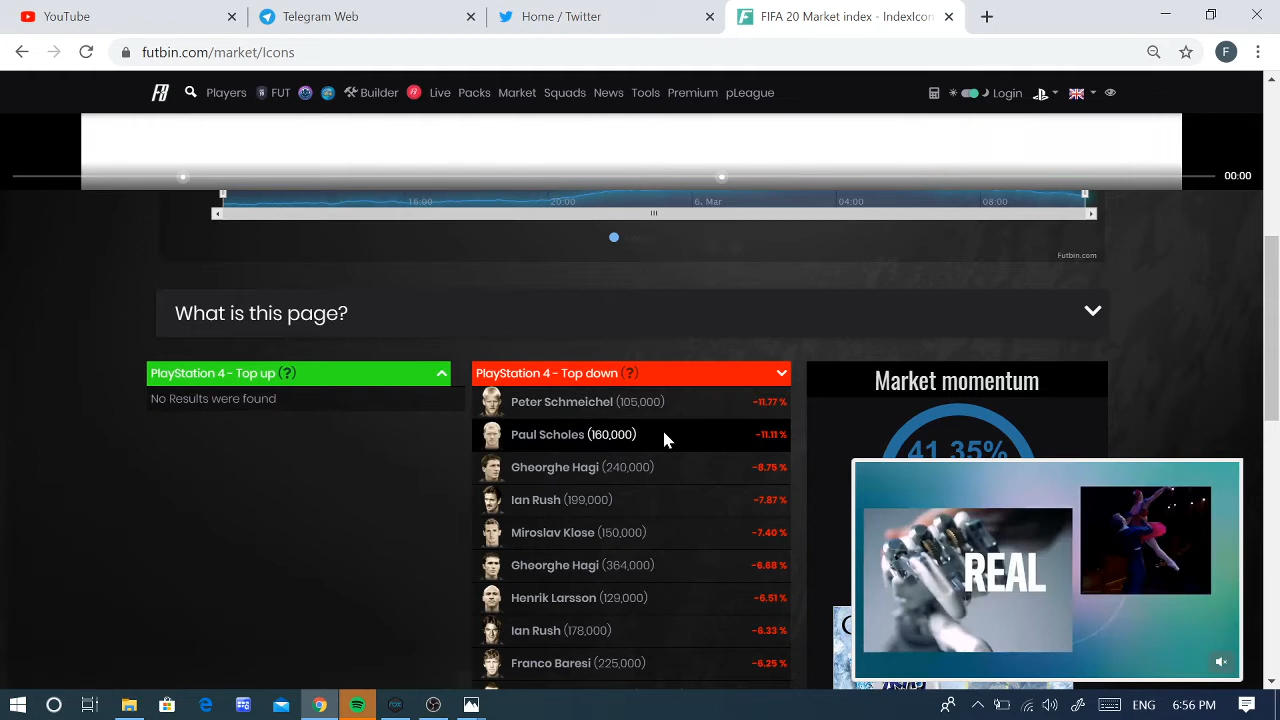 YouTube
Telegram Web
Home / Twitter
FIFA 20 Market index - IndexIcon
futbin.com/market/Icons
F
Players FUT Builder Live Packs Market Squads News Tools Premium pLeague Login
00:00
16:00 20:00 6. Mar 04:00 08:00
Futbin.com
What is this page?
PlayStation 4 - Top up (?)
No Results were found
PlayStation 4 - Top down (?)
Peter Schmeichel (105,000) -11.77 %
Paul Scholes (160,000) -11.11 %
Gheorghe Hagi (240,000) -8.75 %
Ian Rush (199,000) -7.87 %
Miroslav Klose (150,000) -7.40 %
Gheorghe Hagi (364,000) -6.68 %
Henrik Larsson (129,000) -6.51 %
Ian Rush (178,000) -6.33 %
Franco Baresi (225,000) -6.25 %
Market momentum
41.35%
REAL
ENG 6:56 PM